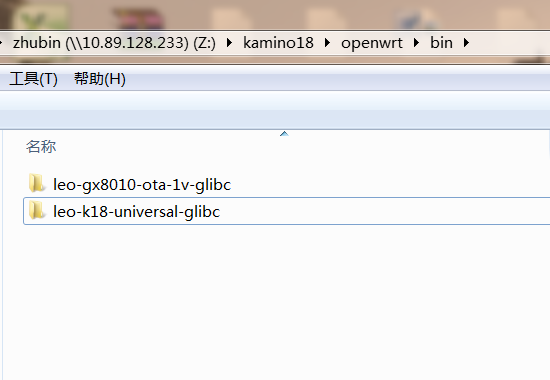 zhubin (\\10.89.128.233) (Z:) kamino18 openwrt bin
工具(T) 帮助(H)
名称
leo-gx8010-ota-1v-glibc
leo-k18-universal-glibc